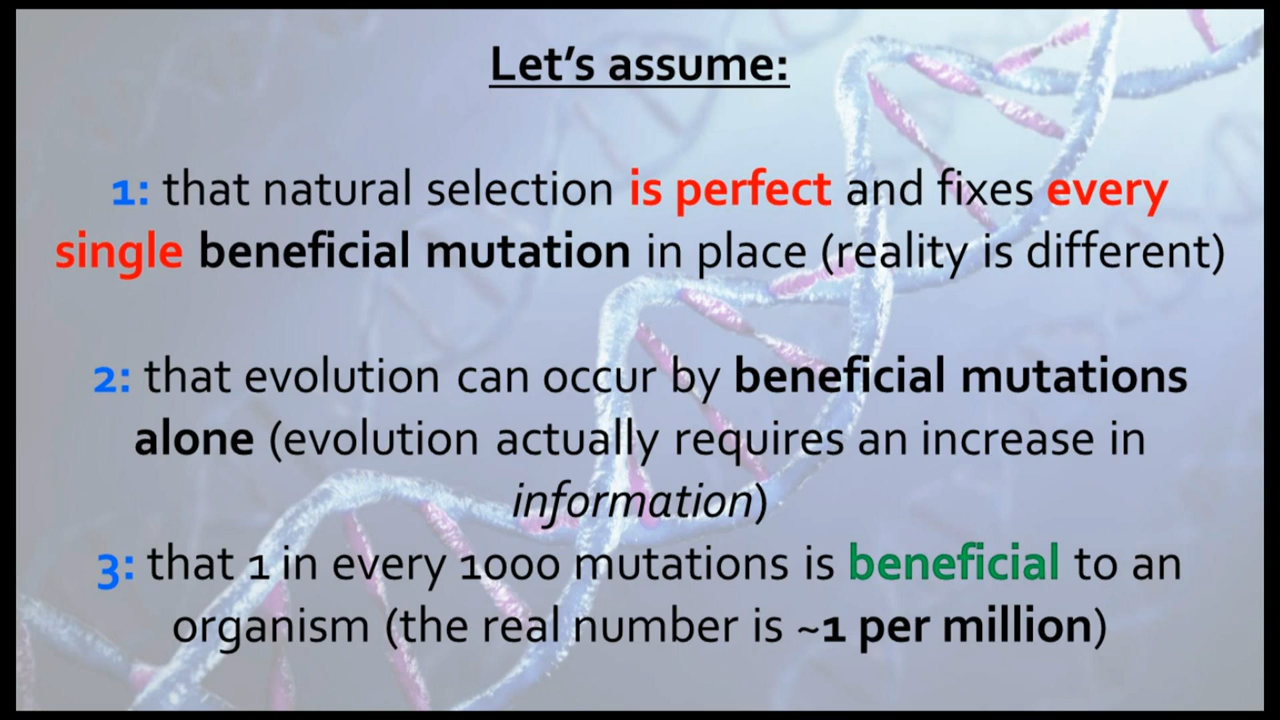 Let's assume:
1: that natural selection is perfect and fixes every
single beneficial mutation in place (reality is different)
2: that evolution can occur by beneficial mutations
alone (evolution actually requires an increase in
information)
3: that 1 in every 1000 mutations is beneficial to an
organism (the real number is ~1 per million)